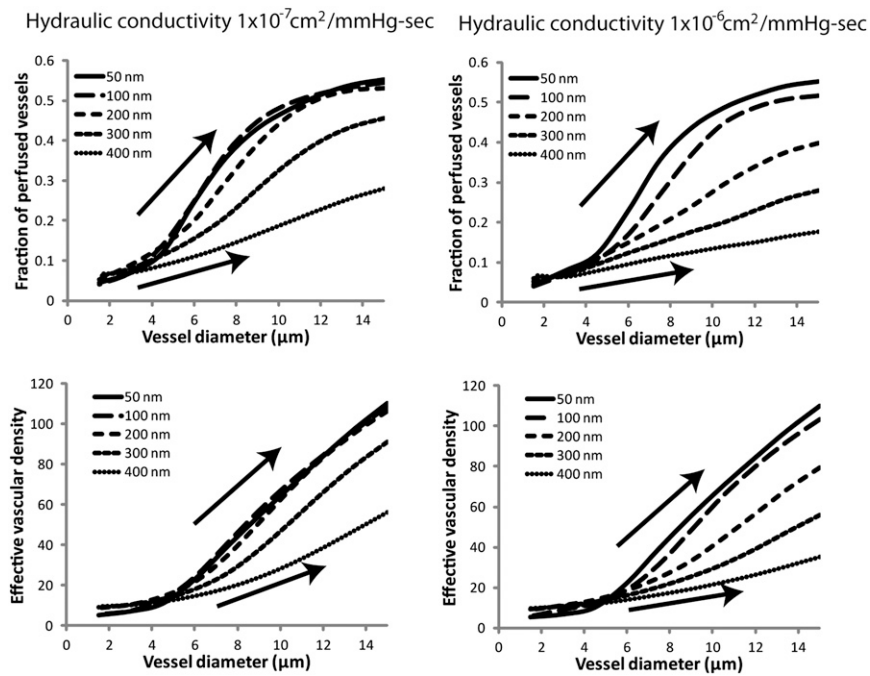 Hydraulic conductivity 1x10⁻⁷cm²/mmHg-sec
Hydraulic conductivity 1x10⁻⁶cm²/mmHg-sec
Fraction of perfused vessels
0.6
0.5
0.4
0.3
0.2
0.1
0
50 nm
100 nm
200 nm
300 nm
400 nm
0 2 4 6 8 10 12 14
Vessel diameter (µm)
Fraction of perfused vessels
0.6
0.5
0.4
0.3
0.2
0.1
0
50 nm
100 nm
200 nm
300 nm
400 nm
0 2 4 6 8 10 12 14
Vessel diameter (µm)
Effective vascular density
120
100
80
60
40
20
0
50 nm
100 nm
200 nm
300 nm
400 nm
0 2 4 6 8 10 12 14
Vessel diameter (µm)
Effective vascular density
120
100
80
60
40
20
0
50 nm
100 nm
200 nm
300 nm
400 nm
0 2 4 6 8 10 12 14
Vessel diameter (µm)